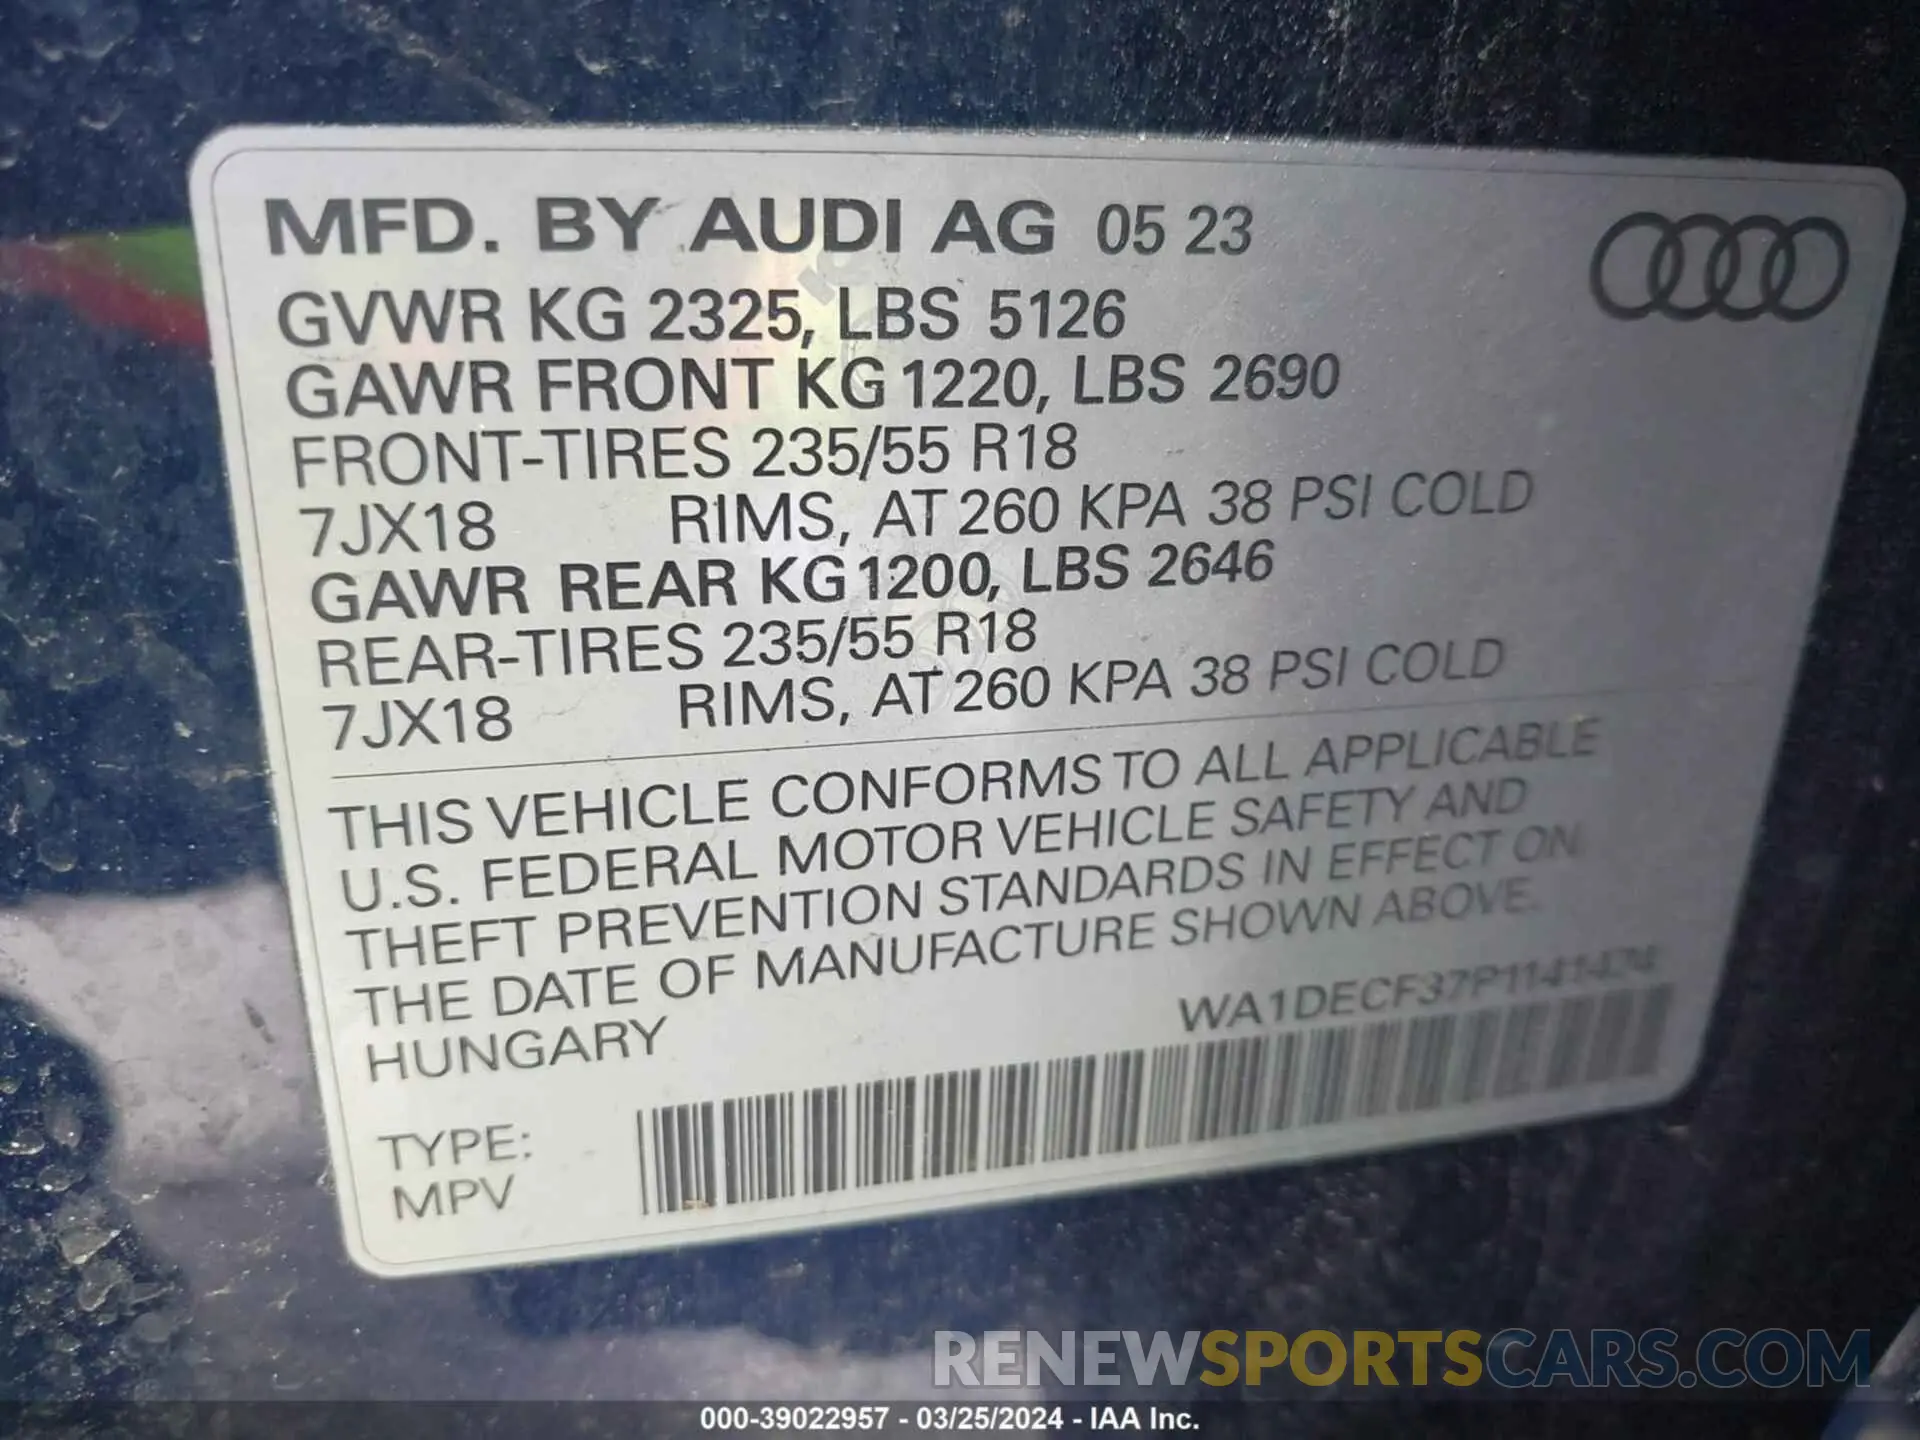 MFD. BY AUDI AG 05 23
GVWR KG 2325, LBS 5126
GAWR FRONT KG 1220, LBS 2690
FRONT-TIRES 235/55 R18
7JX18 RIMS, AT 260 KPA 38 PSI COLD
GAWR REAR KG 1200, LBS 2646
REAR-TIRES 235/55 R18
7JX18 RIMS, AT 260 KPA 38 PSI COLD
THIS VEHICLE CONFORMS TO ALL APPLICABLE
U.S. FEDERAL MOTOR VEHICLE SAFETY AND
THEFT PREVENTION STANDARDS IN EFFECT ON
THE DATE OF MANUFACTURE SHOWN ABOVE.
HUNGARY
WA1DECF37P1141424
TYPE:
MPV
RENEWSPORTSCARS.COM
000-39022957 - 03/25/2024 - IAA Inc.